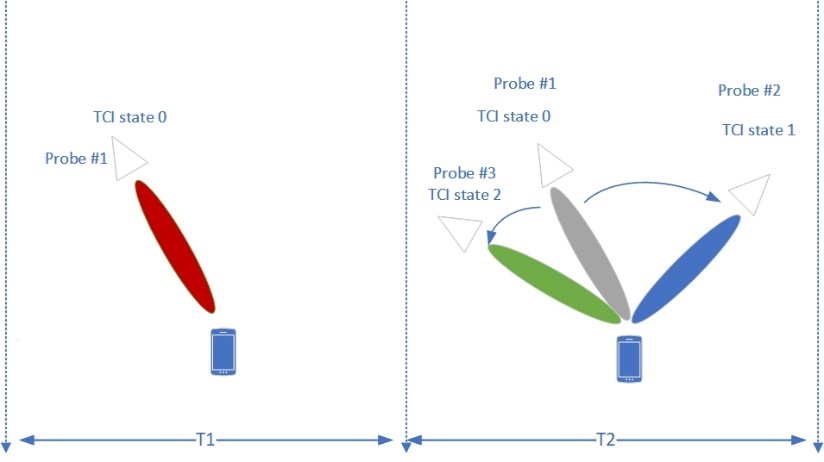 TCI state 0
Probe #1
Probe #1
TCI state 0
Probe #2
TCI state 1
Probe #3
TCI state 2
T1
T2